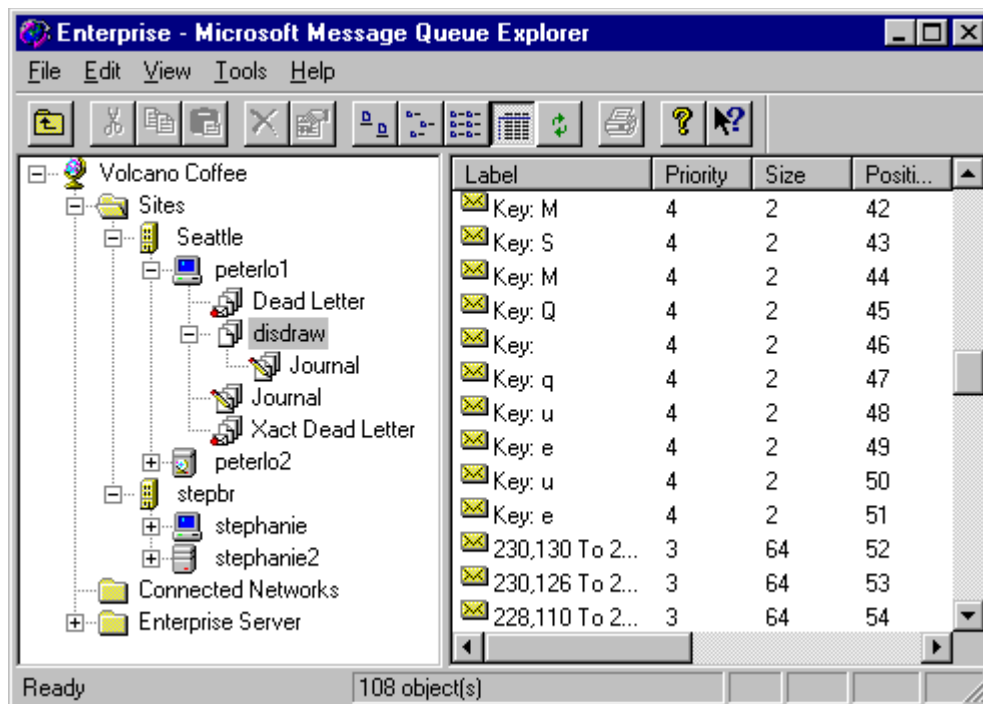 Enterprise - Microsoft Message Queue Explorer
File Edit View Tools Help
Volcano Coffee
Sites
Seattle
peterlo1
Dead Letter
disdraw
Journal
Journal
Xact Dead Letter
peterlo2
stepbr
stephanie
stephanie2
Connected Networks
Enterprise Server
Label Priority Size Positi...
Key: M 4 2 42
Key: S 4 2 43
Key: M 4 2 44
Key: Q 4 2 45
Key: 4 2 46
Key: q 4 2 47
Key: u 4 2 48
Key: e 4 2 49
Key: u 4 2 50
Key: e 4 2 51
230,130 To 2... 3 64 52
230,126 To 2... 3 64 53
228,110 To 2... 3 64 54
Ready 108 object(s)